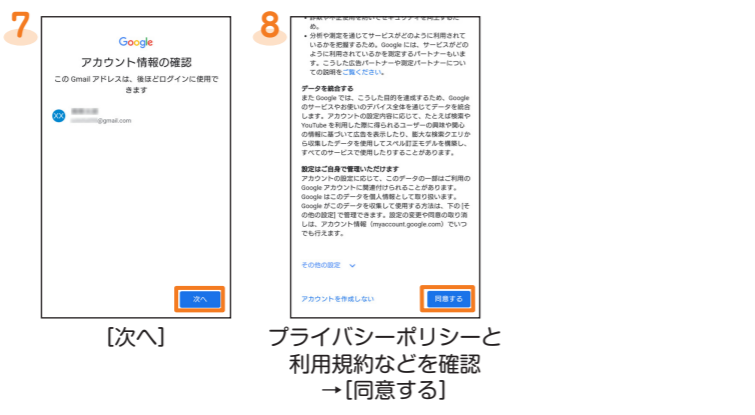 7
Google
アカウント情報の確認
この Gmail アドレスは、後ほどログインに使用で
きます
XX
@gmail.com
次へ
[次へ]
8
め。
• 分析や測定を通じてサービスがどのように利用されて
いるかを把握するため。Google には、サービスがどの
ように利用されているかを測定するパートナーもいま
す。こうした広告パートナーや測定パートナーについ
ての説明をご覧ください。
データを統合する
また Google では、こうした目的を達成するため、Google
のサービスやお使いのデバイス全体を通じてデータを統合
します。アカウントの設定内容に応じて、たとえば検索や
YouTube を利用した際に得られるユーザーの興味や関心
の情報に基づいて広告を表示したり、膨大な検索クエリか
ら収集したデータを使用してスペル訂正モデルを構築し、
すべてのサービスで使用したりすることがあります。
設定はご自身で管理いただけます
アカウントの設定に応じて、このデータの一部はご利用の
Google アカウントに関連付けられることがあります。
Google はこのデータを個人情報として取り扱います。
Google がこのデータを収集して使用する方法は、下の [そ
の他の設定] で管理できます。設定の変更や同意の取り消
しは、アカウント情報（myaccount.google.com）でいつ
でも行えます。
その他の設定
アカウントを作成しない
同意する
プライバシーポリシーと
利用規約などを確認
→[同意する]